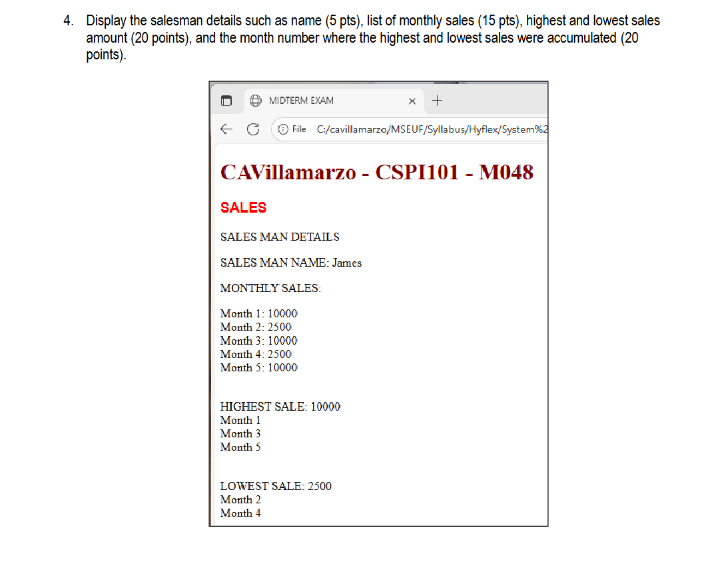 4. Display the salesman details such as name (5 pts), list of monthly sales (15 pts), highest and lowest sales
amount (20 points), and the month number where the highest and lowest sales were accumulated (20
points).
MIDTERM EXAM
File C:/cavillamarzo/MSEUF/Syllabus/Hyflex/System%2
CAVillamarzo - CSPI101 - M048
SALES
SALES MAN DETAILS
SALES MAN NAME: James
MONTHLY SALES:
Month 1: 10000
Month 2: 2500
Month 3: 10000
Month 4: 2500
Month 5: 10000
HIGHEST SALE: 10000
Month 1
Month 3
Month 5
LOWEST SALE: 2500
Month 2
Month 4